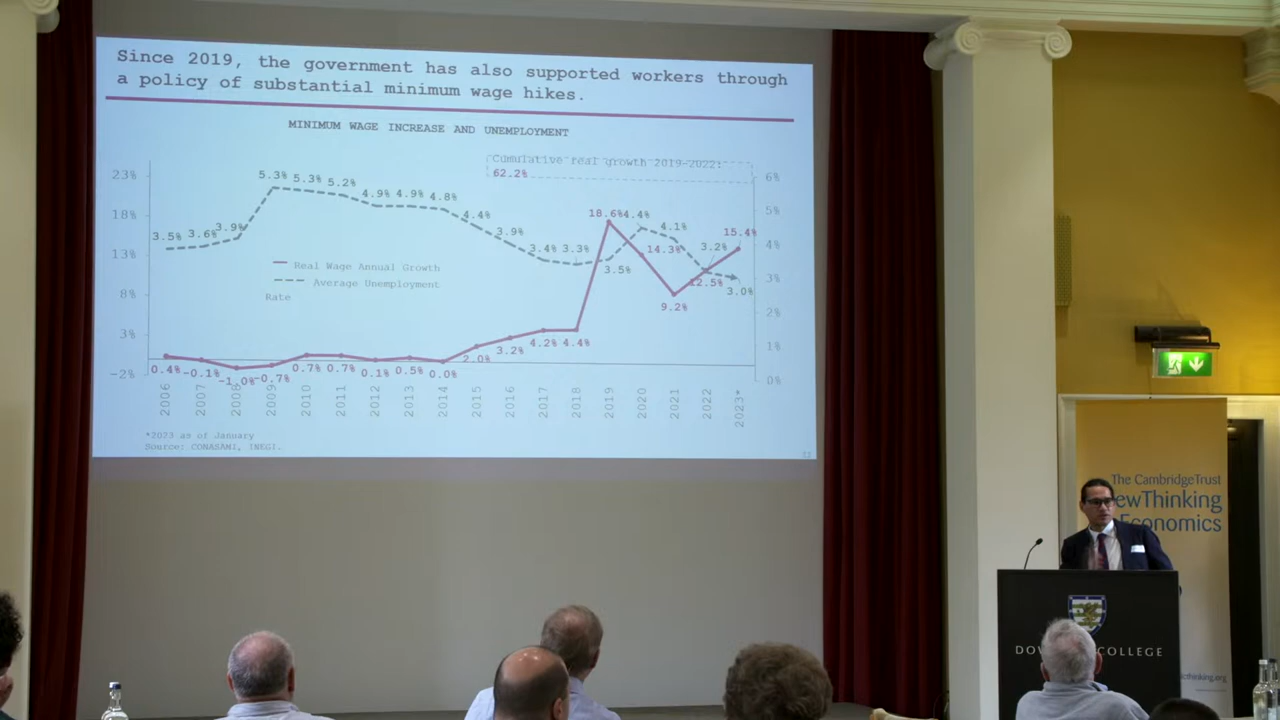 Since 2019, the government has also supported workers through
a policy of substantial minimum wage hikes.
MINIMUM WAGE INCREASE AND UNEMPLOYMENT
Cumulative real growth 2019-2022:
62.2%
23%
18%
13%
8%
3%
-2%
6%
5%
4%
3%
2%
1%
0%
3.5% 3.6% 3.9% 5.3% 5.3% 5.2% 4.9% 4.9% 4.8% 4.4% 3.9% 3.4% 3.3% 3.5% 4.4% 4.1% 3.2% 3.0%
Real Wage Annual Growth
Average Unemployment
Rate
0.4% -0.1% -1.0% -0.7% 0.7% 0.7% 0.1% 0.5% 0.0% 2.0% 3.2% 4.2% 4.4% 18.6% 14.3% 9.2% 12.5% 15.4%
2006 2007 2008 2009 2010 2011 2012 2013 2014 2015 2016 2017 2018 2019 2020 2021 2022 2023*
*2023 as of January
Source: CONASAMI, INEGI.
The CambridgeTrust
ewThinking
Economics
COLLEGE